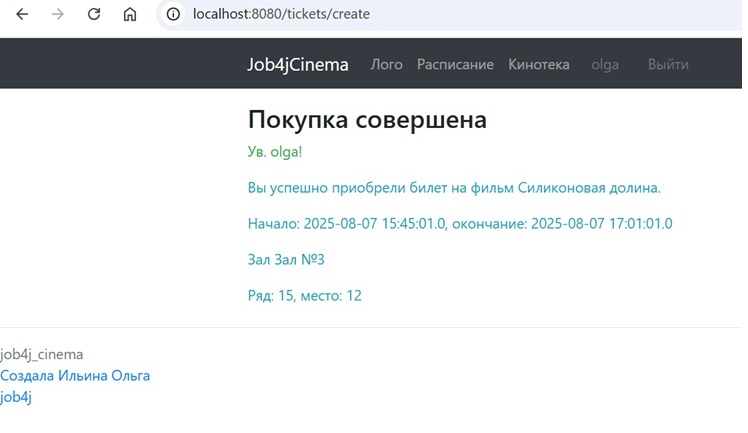 localhost:8080/tickets/create
Job4jCinema Лого Расписание Кинотека olga Выйти
Покупка совершена
Ув. olga!
Вы успешно приобрели билет на фильм Силиконовая долина.
Начало: 2025-08-07 15:45:01.0, окончание: 2025-08-07 17:01:01.0
Зал Зал №3
Ряд: 15, место: 12
job4j_cinema
Создала Ильина Ольга
job4j